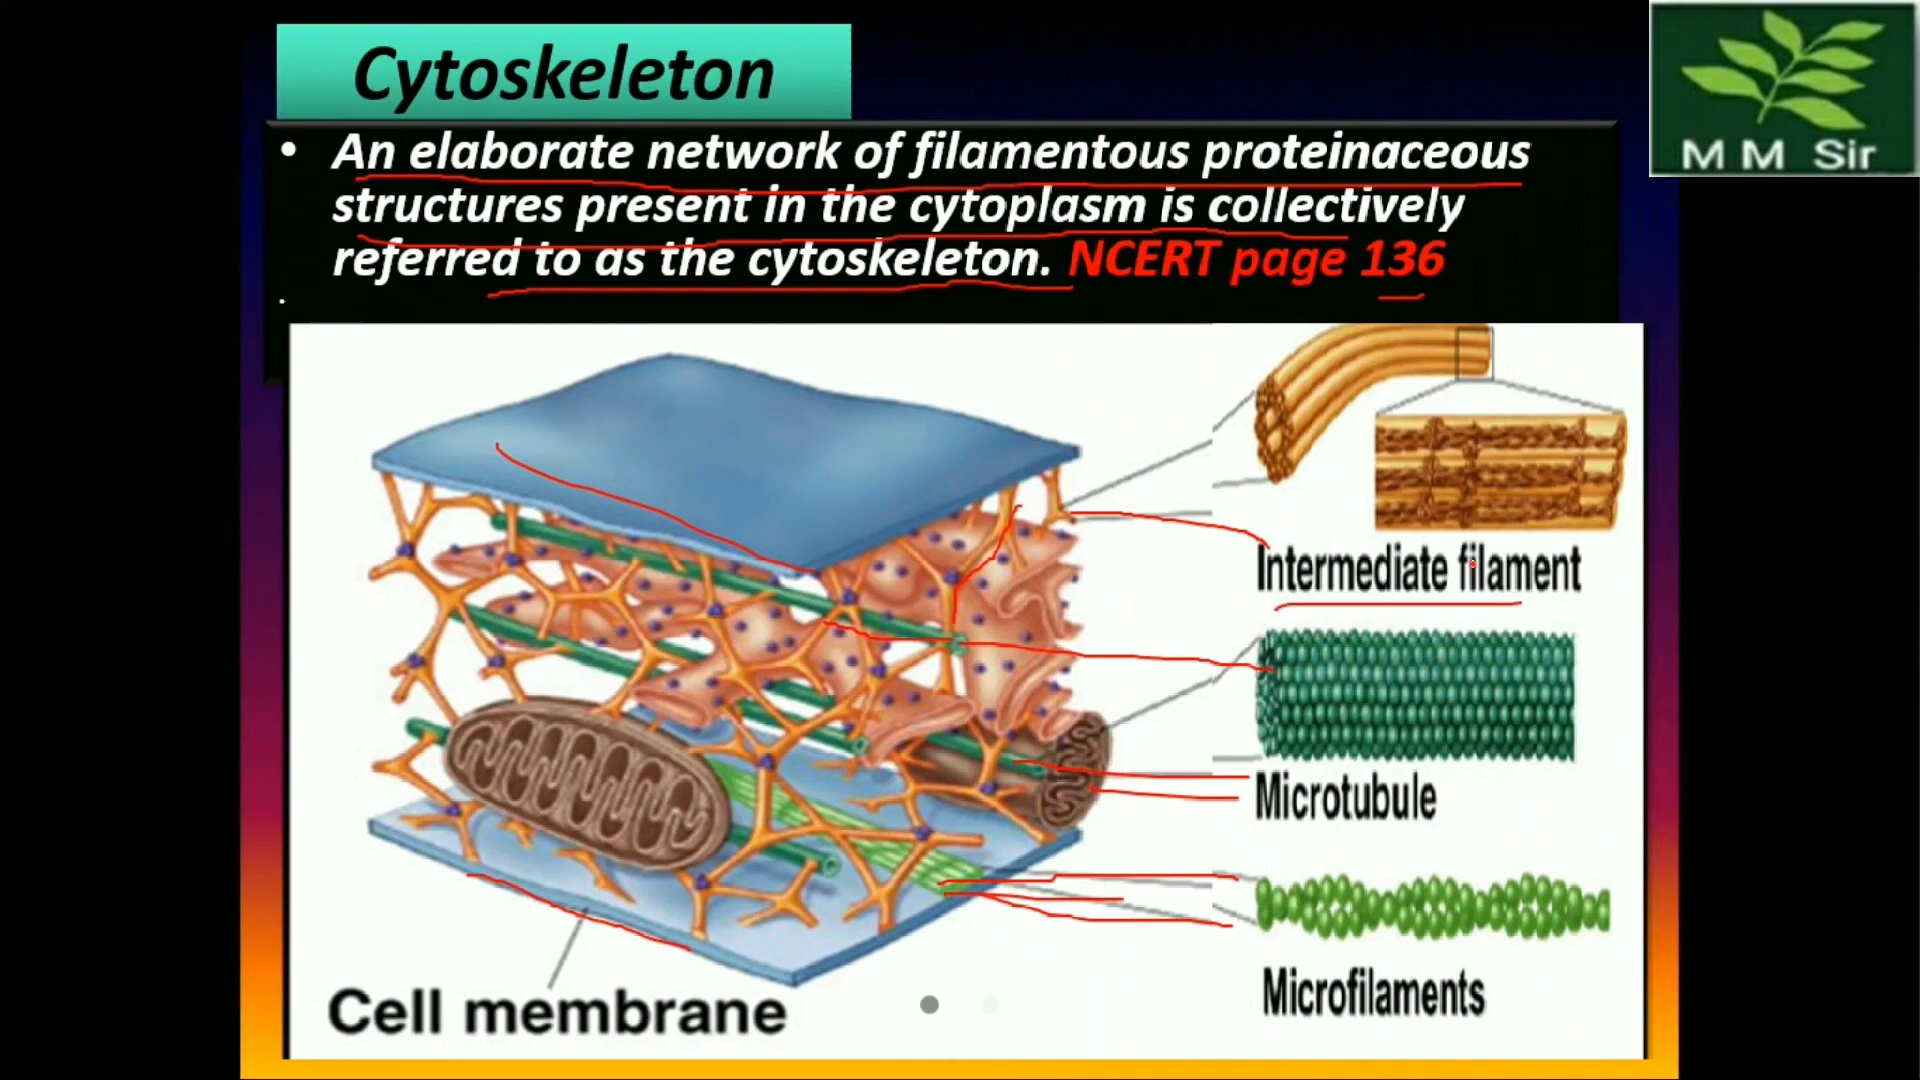 Cytoskeleton
M M Sir
• An elaborate network of filamentous proteinaceous
structures present in the cytoplasm is collectively
referred to as the cytoskeleton. NCERT page 136
Intermediate filament
Microtubule
Microfilaments
Cell membrane